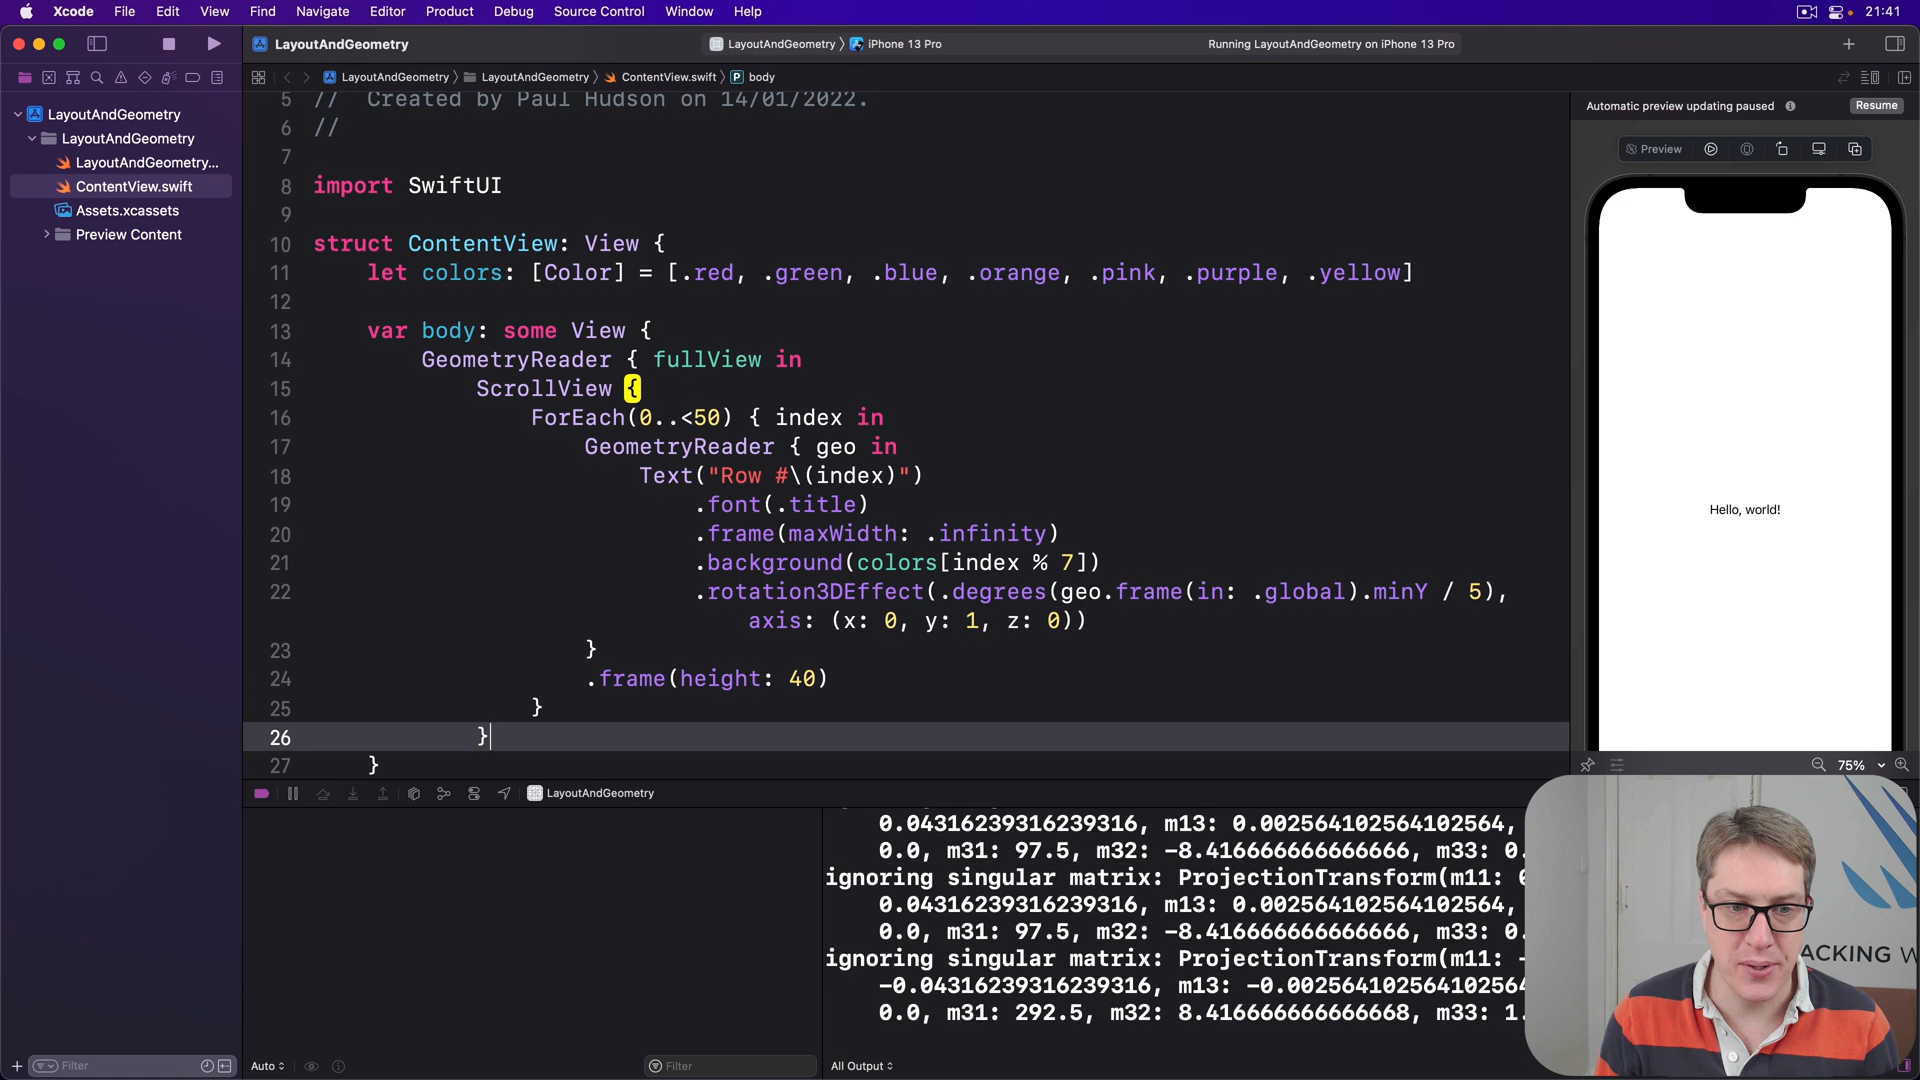 Xcode File Edit View Find Navigate Editor Product Debug Source Control Window Help 21:41
LayoutAndGeometry LayoutAndGeometry iPhone 13 Pro Running LayoutAndGeometry on iPhone 13 Pro
LayoutAndGeometry LayoutAndGeometry ContentView.swift P body
LayoutAndGeometry
LayoutAndGeometry
LayoutAndGeometry...
ContentView.swift
Assets.xcassets
Preview Content
5 // Created by Paul Hudson on 14/01/2022.
6 //
7
8 import SwiftUI
9
10 struct ContentView: View {
11 let colors: [Color] = [.red, .green, .blue, .orange, .pink, .purple, .yellow]
12
13 var body: some View {
14 GeometryReader { fullView in
15 ScrollView {
16 ForEach(0..<50) { index in
17 GeometryReader { geo in
18 Text("Row #\(index)")
19 .font(.title)
20 .frame(maxWidth: .infinity)
21 .background(colors[index % 7])
22 .rotation3DEffect(.degrees(geo.frame(in: .global).minY / 5),
axis: (x: 0, y: 1, z: 0))
23 }
24 .frame(height: 40)
25 }
26 }
27 }
Automatic preview updating paused Resume
Preview
Hello, world!
75%
LayoutAndGeometry
0.04316239316239316, m13: 0.002564102564102564,
0.0, m31: 97.5, m32: -8.416666666666666, m33: 0.
ignoring singular matrix: ProjectionTransform(m11: 0
0.04316239316239316, m13: 0.002564102564102564,
0.0, m31: 97.5, m32: -8.416666666666666, m33: 0.
ignoring singular matrix: ProjectionTransform(m11: -
-0.04316239316239316, m13: -0.002564102564102564
0.0, m31: 292.5, m32: 8.416666666666668, m33: 1.
ACKING W
Filter
Auto
Filter
All Output